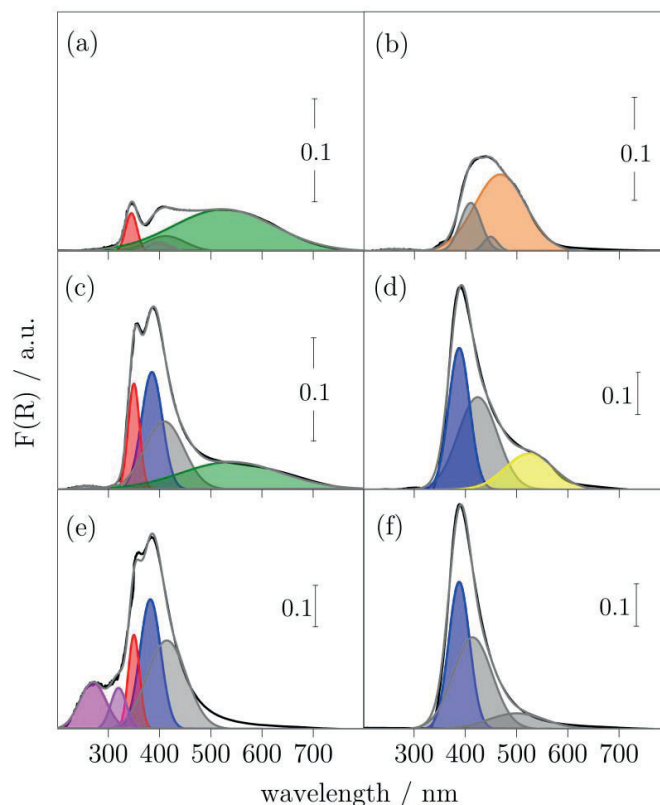 (a) (b)
0.1 0.1
(c) (d)
0.1 0.1
F(R) / a.u.
(e) (f)
0.1 0.1
300 400 500 600 700 300 400 500 600 700
wavelength / nm